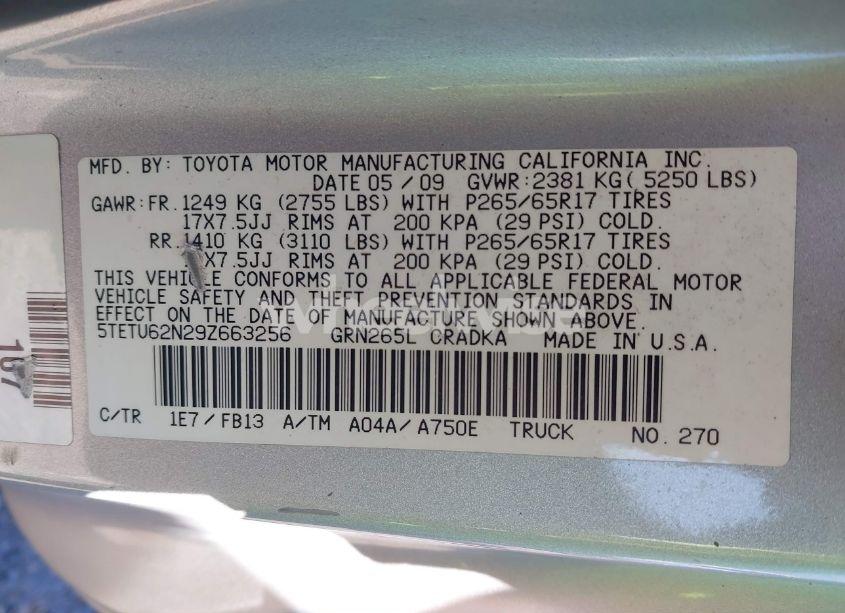 MFD. BY: TOYOTA MOTOR MANUFACTURING CALIFORNIA INC.
DATE 05/09 GVWR: 2381 KG( 5250 LBS)
GAWR: FR. 1249 KG (2755 LBS) WITH P265/65R17 TIRES
17X7.5JJ RIMS AT 200 KPA (29 PSI) COLD.
RR. 1410 KG (3110 LBS) WITH P265/65R17 TIRES
X7.5JJ RIMS AT 200 KPA (29 PSI) COLD.
THIS VEHICLE CONFORMS TO ALL APPLICABLE FEDERAL MOTOR
VEHICLE SAFETY AND THEFT PREVENTION STANDARDS IN
EFFECT ON THE DATE OF MANUFACTURE SHOWN ABOVE.
5TETU62N29Z663256 GRN265L CRADKA MADE IN U.S.A.
C/TR 1E7/FB13 A/TM A04A/A750E TRUCK NO. 270
107